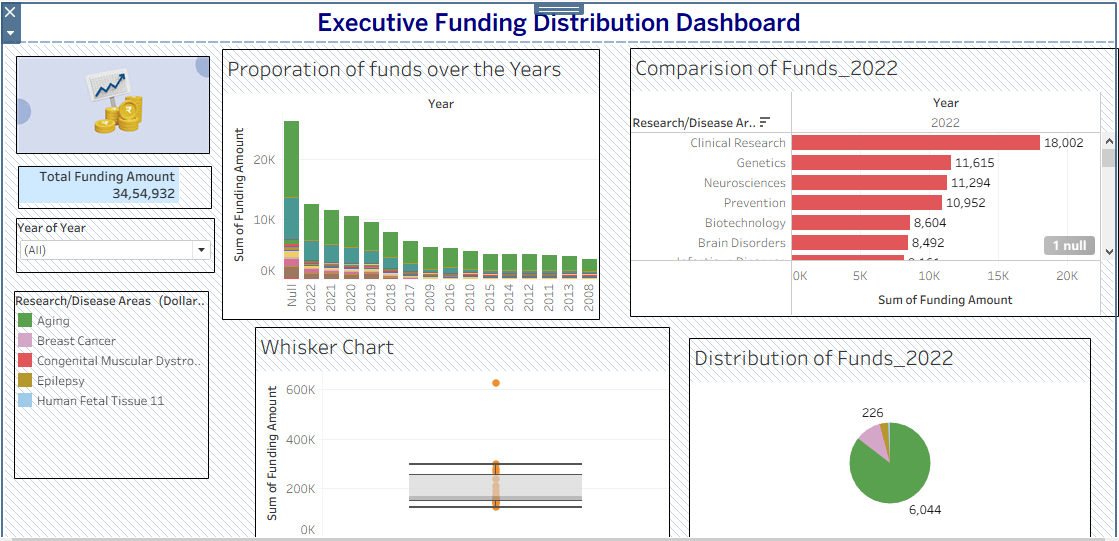 Executive Funding Distribution Dashboard
Total Funding Amount
34,54,932
Year of Year
(All)
Research/Disease Areas (Dollar..
Aging
Breast Cancer
Congenital Muscular Dystro..
Epilepsy
Human Fetal Tissue 11
Proporation of funds over the Years
Year
Sum of Funding Amount
20K
10K
0K
Null 2022 2021 2020 2019 2018 2017 2009 2016 2010 2015 2014 2012 2011 2013 2008
Comparision of Funds_2022
Year
Research/Disease Ar.. 2022
Clinical Research 18,002
Genetics 11,615
Neurosciences 11,294
Prevention 10,952
Biotechnology 8,604
Brain Disorders 8,492
1 null
0K 5K 10K 15K 20K
Sum of Funding Amount
Whisker Chart
Sum of Funding Amount
600K
400K
200K
0K
Distribution of Funds_2022
226
6,044